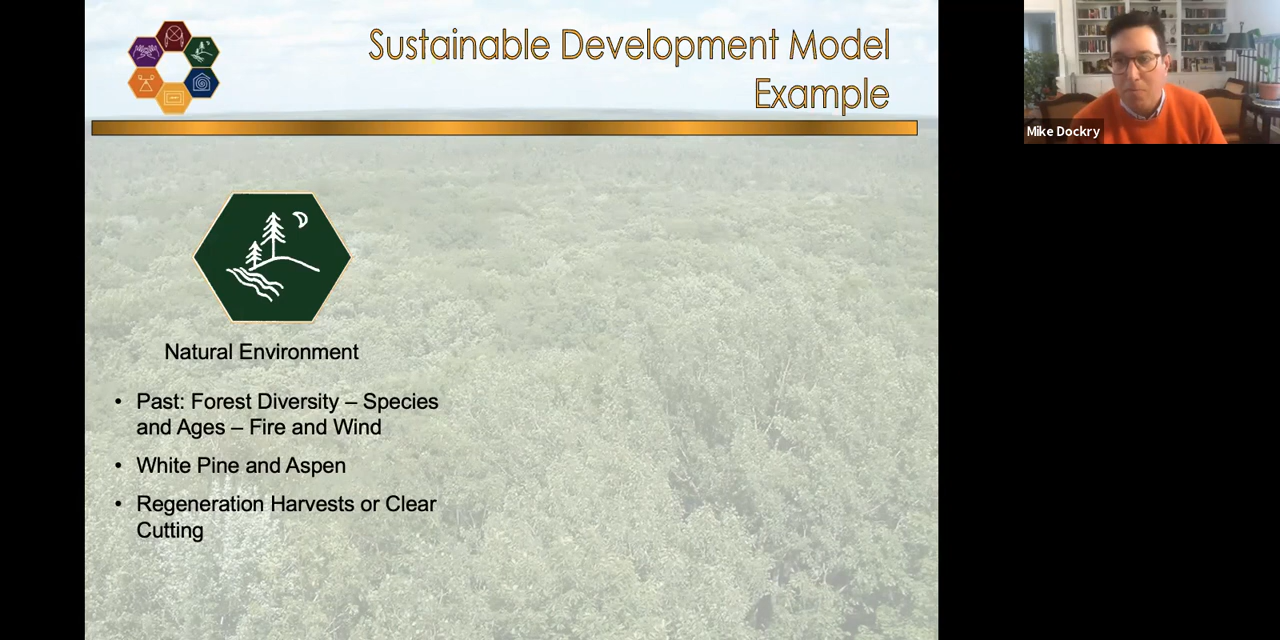 Sustainable Development Model
Example
Mike Dockry
Natural Environment
• Past: Forest Diversity – Species
and Ages – Fire and Wind
• White Pine and Aspen
• Regeneration Harvests or Clear
Cutting